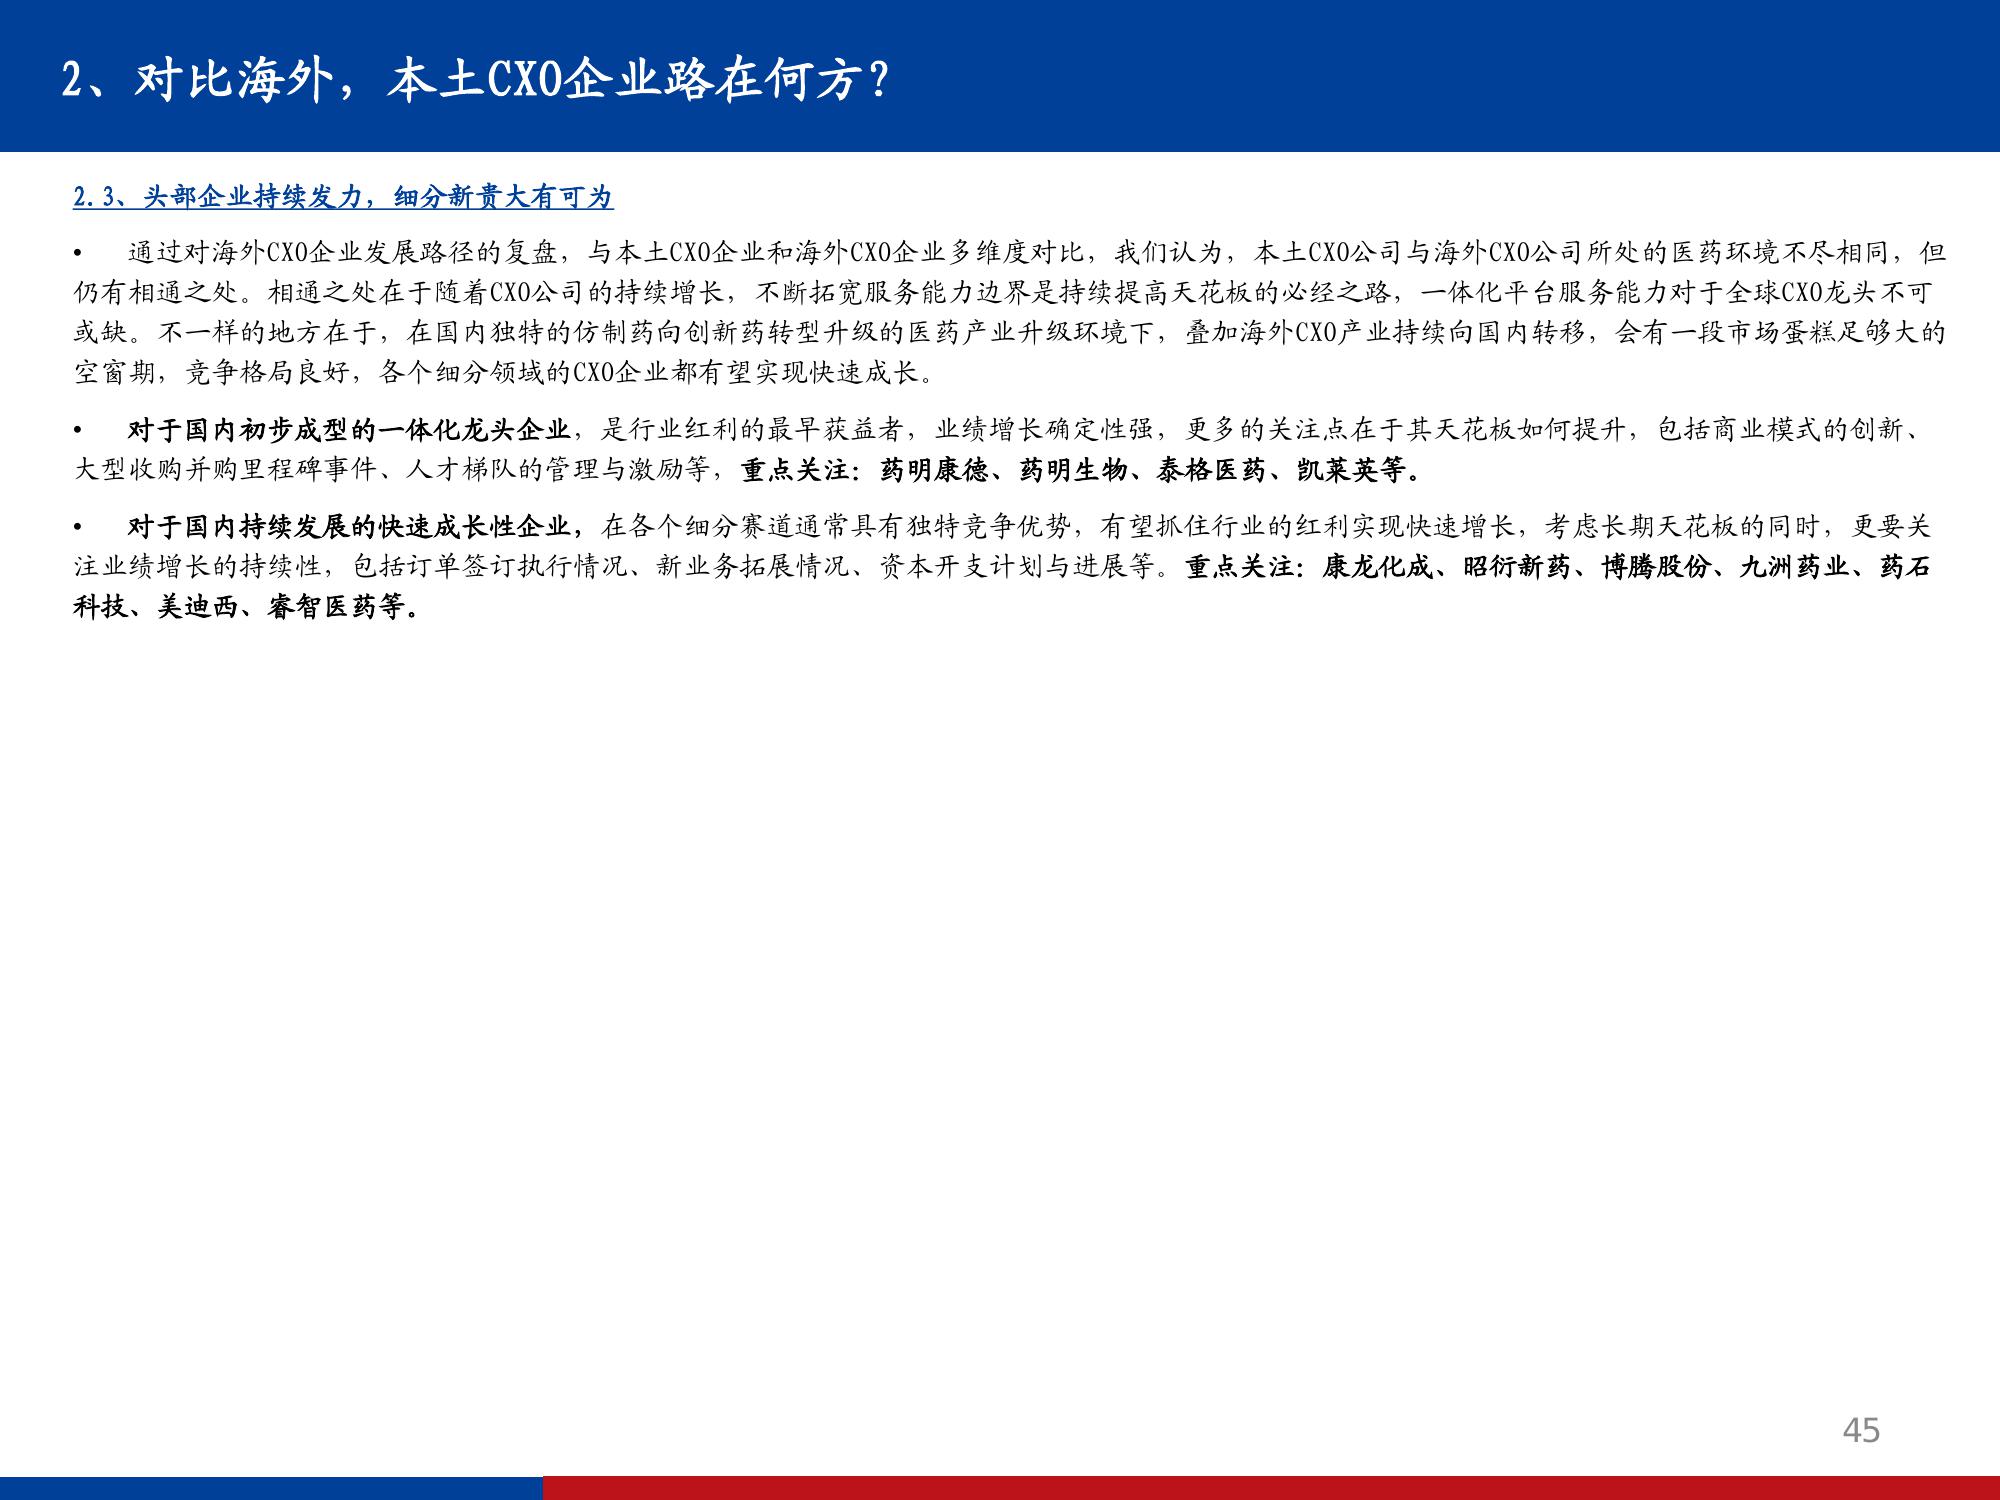 2、对比海外，本土CXO企业路在何方？
2.3、头部企业持续发力，细分新贵大有可为
• 通过对海外CXO企业发展路径的复盘，与本土CXO企业和海外CXO企业多维度对比，我们认为，本土CXO公司与海外CXO公司所处的医药环境不尽相同，但
仍有相通之处。相通之处在于随着CXO公司的持续增长，不断拓宽服务能力边界是持续提高天花板的必经之路，一体化平台服务能力对于全球CXO龙头不可
或缺。不一样的地方在于，在国内独特的仿制药向创新药转型升级的医药产业升级环境下，叠加海外CXO产业持续向国内转移，会有一段市场蛋糕足够大的
空窗期，竞争格局良好，各个细分领域的CXO企业都有望实现快速成长。
• 对于国内初步成型的一体化龙头企业，是行业红利的最早获益者，业绩增长确定性强，更多的关注点在于其天花板如何提升，包括商业模式的创新、
大型收购并购里程碑事件、人才梯队的管理与激励等，重点关注：药明康德、药明生物、泰格医药、凯莱英等。
• 对于国内持续发展的快速成长性企业，在各个细分赛道通常具有独特竞争优势，有望抓住行业的红利实现快速增长，考虑长期天花板的同时，更要关
注业绩增长的持续性，包括订单签订执行情况、新业务拓展情况、资本开支计划与进展等。重点关注：康龙化成、昭衍新药、博腾股份、九洲药业、药石
科技、美迪西、睿智医药等。
45